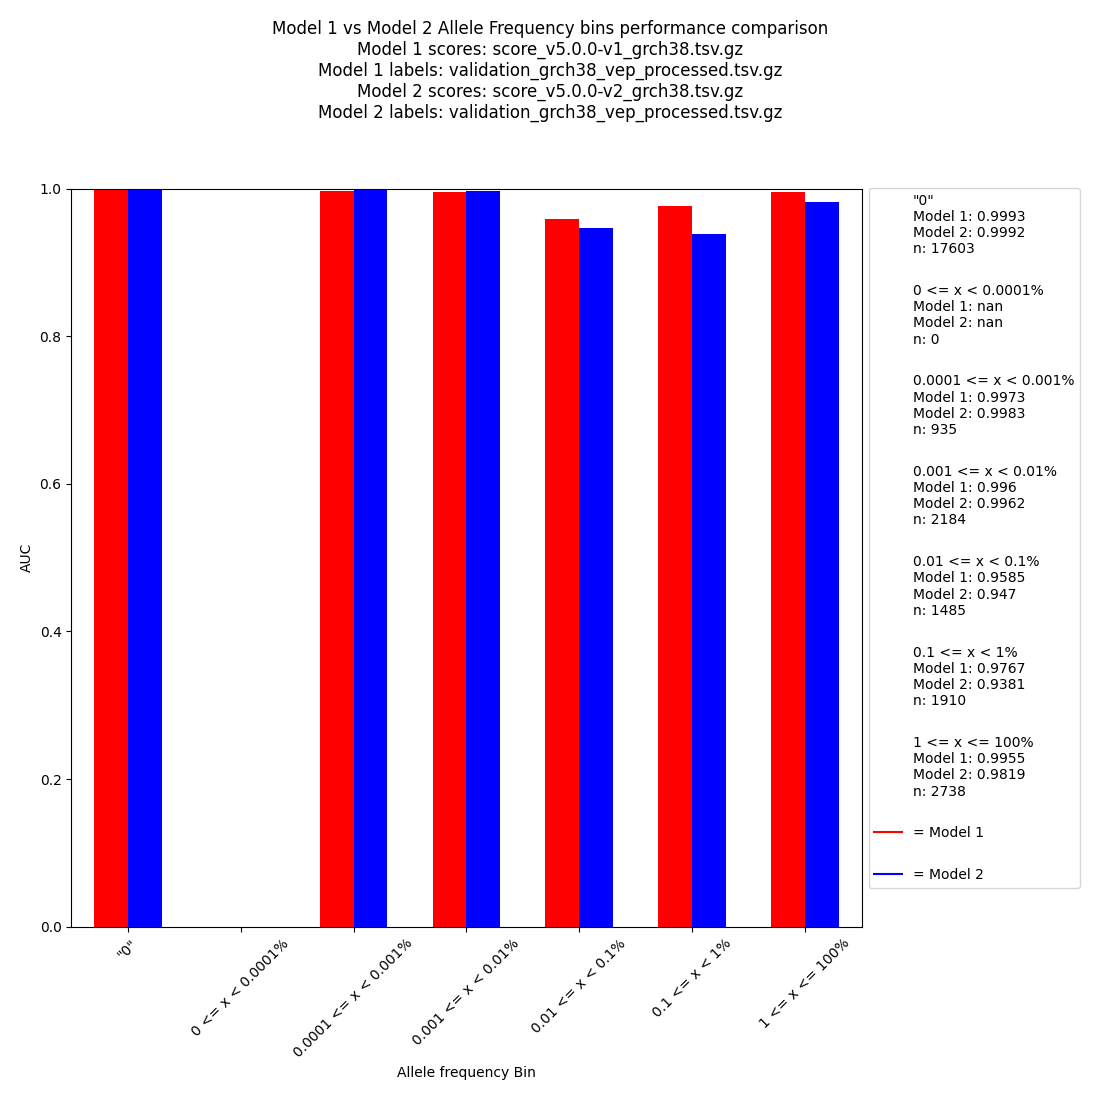 Model 1 vs Model 2 Allele Frequency bins performance comparison
Model 1 scores: score_v5.0.0-v1_grch38.tsv.gz
Model 1 labels: validation_grch38_vep_processed.tsv.gz
Model 2 scores: score_v5.0.0-v2_grch38.tsv.gz
Model 2 labels: validation_grch38_vep_processed.tsv.gz
1.0
0.8
0.6
0.4
0.2
0.0
AUC
"0"
0 <= x < 0.0001%
0.0001 <= x < 0.001%
0.001 <= x < 0.01%
0.01 <= x < 0.1%
0.1 <= x < 1%
1 <= x <= 100%
Allele frequency Bin
"0"
Model 1: 0.9993
Model 2: 0.9992
n: 17603
0 <= x < 0.0001%
Model 1: nan
Model 2: nan
n: 0
0.0001 <= x < 0.001%
Model 1: 0.9973
Model 2: 0.9983
n: 935
0.001 <= x < 0.01%
Model 1: 0.996
Model 2: 0.9962
n: 2184
0.01 <= x < 0.1%
Model 1: 0.9585
Model 2: 0.947
n: 1485
0.1 <= x < 1%
Model 1: 0.9767
Model 2: 0.9381
n: 1910
1 <= x <= 100%
Model 1: 0.9955
Model 2: 0.9819
n: 2738
= Model 1
= Model 2